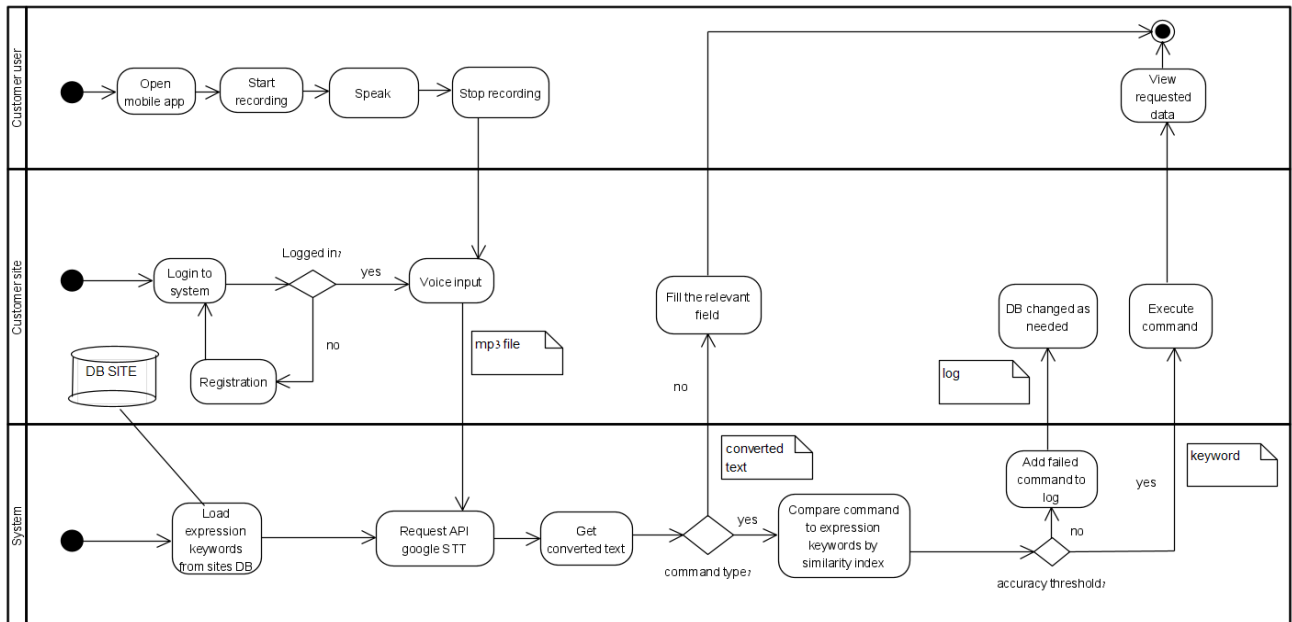 Customer user
Open
mobile app
Start
recording
Speak
Stop recording
View
requested
data
Customer site
Login to
system
Logged in?
yes
no
Registration
Voice input
mp3 file
DB SITE
Fill the relevant
field
no
DB changed as
needed
Execute
command
log
System
Load
expression
keywords
from sites DB
Request API
google STT
Get
converted text
converted
text
yes
command type?
Compare command
to expression
keywords by
similarity index
Add failed
command to
log
no
yes
accuracy threshold?
keyword